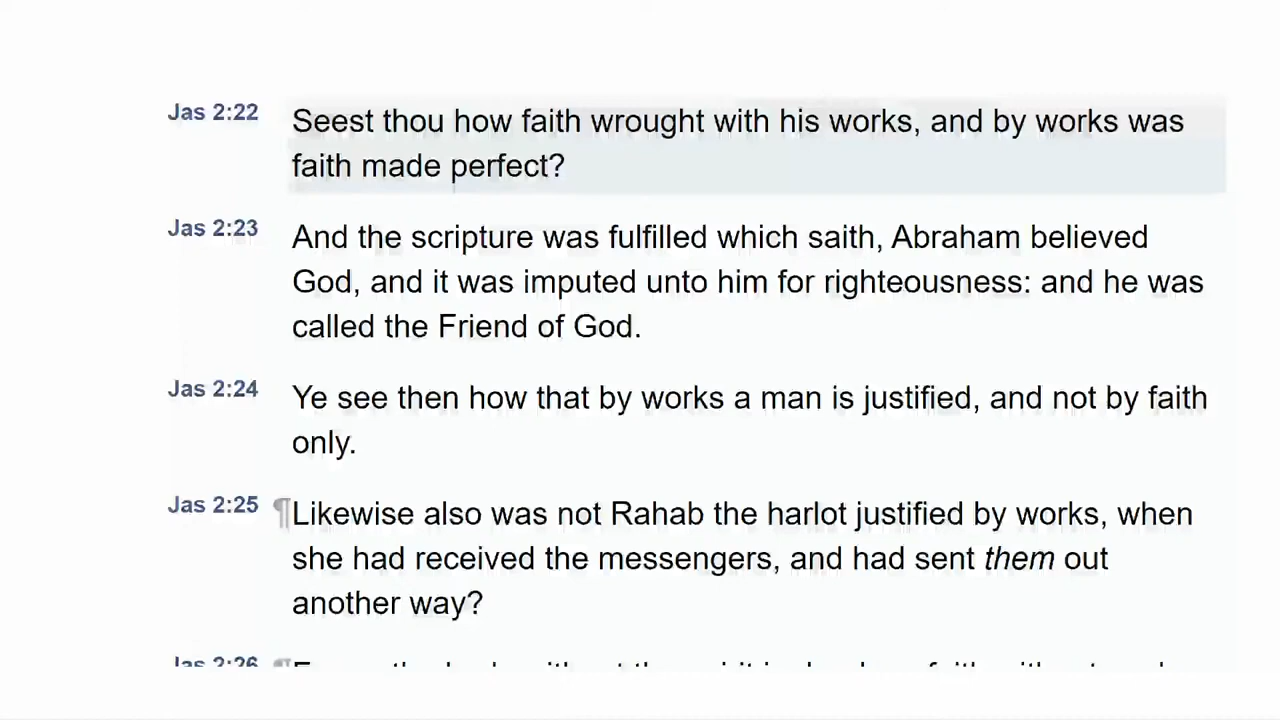 Jas 2:22 Seest thou how faith wrought with his works, and by works was
faith made perfect?
Jas 2:23 And the scripture was fulfilled which saith, Abraham believed
God, and it was imputed unto him for righteousness: and he was
called the Friend of God.
Jas 2:24 Ye see then how that by works a man is justified, and not by faith
only.
Jas 2:25 ¶Likewise also was not Rahab the harlot justified by works, when
she had received the messengers, and had sent them out
another way?
Jas 2:26